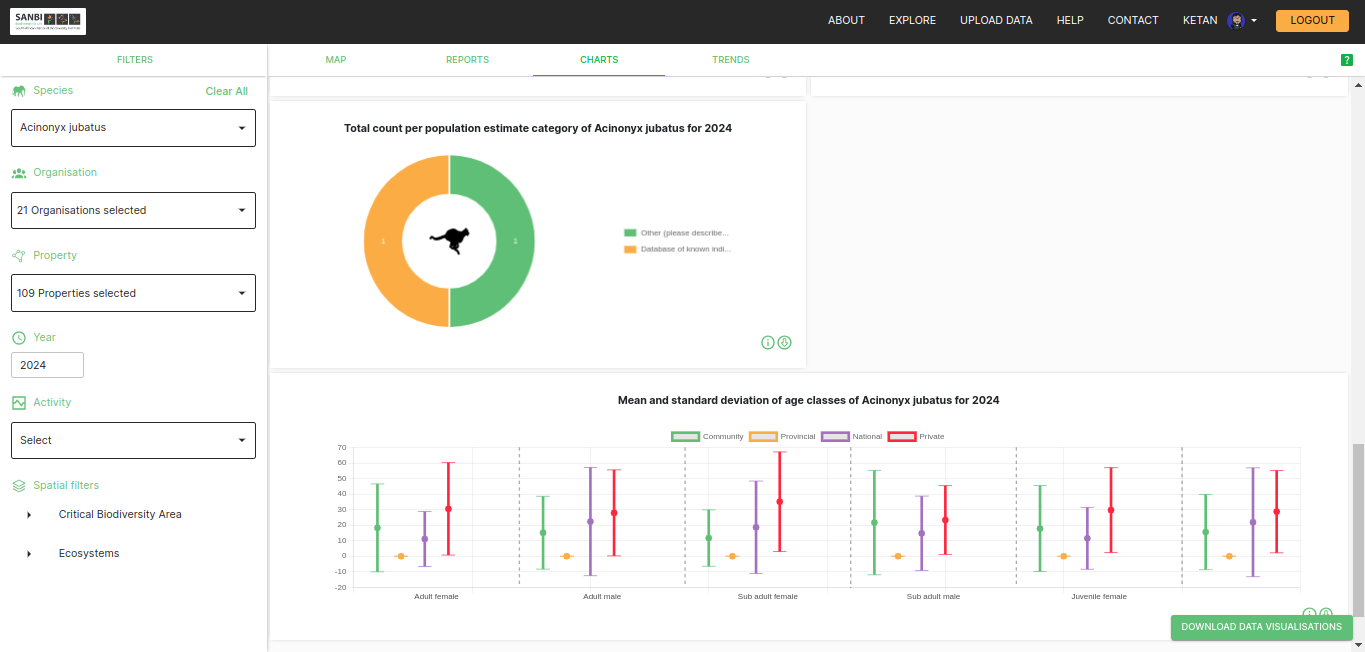 SANBI
ABOUT
EXPLORE
UPLOAD DATA
HELP
CONTACT
KETAN
LOGOUT
FILTERS
MAP
REPORTS
CHARTS
TRENDS
?
Species
Clear All
Acinonyx jubatus
Organisation
21 Organisations selected
Property
109 Properties selected
Year
2024
Activity
Select
Spatial filters
Critical Biodiversity Area
Ecosystems
Total count per population estimate category of Acinonyx jubatus for 2024
1
1
Other (please describe...
Database of known indi...
Mean and standard deviation of age classes of Acinonyx jubatus for 2024
Community
Provincial
National
Private
70
60
50
40
30
20
10
0
-10
-20
Adult female
Adult male
Sub adult female
Sub adult male
Juvenile female
DOWNLOAD DATA VISUALISATIONS